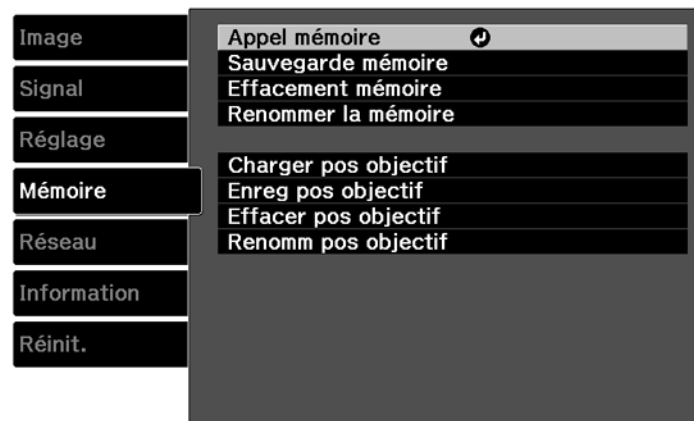 Image
Signal
Réglage
Mémoire
Réseau
Information
Réinit.
Appel mémoire
Sauvegarde mémoire
Effacement mémoire
Renommer la mémoire
Charger pos objectif
Enreg pos objectif
Effacer pos objectif
Renomm pos objectif